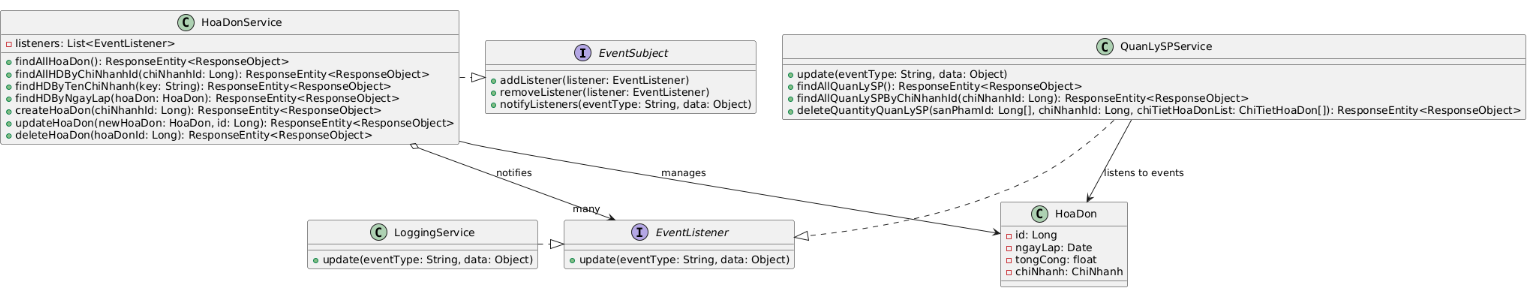 C HoaDonService
listeners: List<EventListener>
findAllHoaDon(): ResponseEntity<ResponseObject>
findAllHDByChiNhanhId(chiNhanhId: Long): ResponseEntity<ResponseObject>
findHDByTenChiNhanh(key: String): ResponseEntity<ResponseObject>
findHDByNgayLap(hoaDon: HoaDon): ResponseEntity<ResponseObject>
createHoaDon(chiNhanhId: Long): ResponseEntity<ResponseObject>
updateHoaDon(newHoaDon: HoaDon, id: Long): ResponseEntity<ResponseObject>
deleteHoaDon(hoaDonId: Long): ResponseEntity<ResponseObject>
I EventSubject
addListener(listener: EventListener)
removeListener(listener: EventListener)
notifyListeners(eventType: String, data: Object)
C QuanLySPService
update(eventType: String, data: Object)
findAllQuanLySP(): ResponseEntity<ResponseObject>
findAllQuanLySPByChiNhanhId(chiNhanhId: Long): ResponseEntity<ResponseObject>
deleteQuantityQuanLySP(sanPhamId: Long[], chiNhanhId: Long, chiTietHoaDonList: ChiTietHoaDon[]): ResponseEntity<ResponseObject>
notifies
manages
listens to events
many
C LoggingService
update(eventType: String, data: Object)
I EventListener
update(eventType: String, data: Object)
C HoaDon
id: Long
ngayLap: Date
tongCong: float
chiNhanh: ChiNhanh